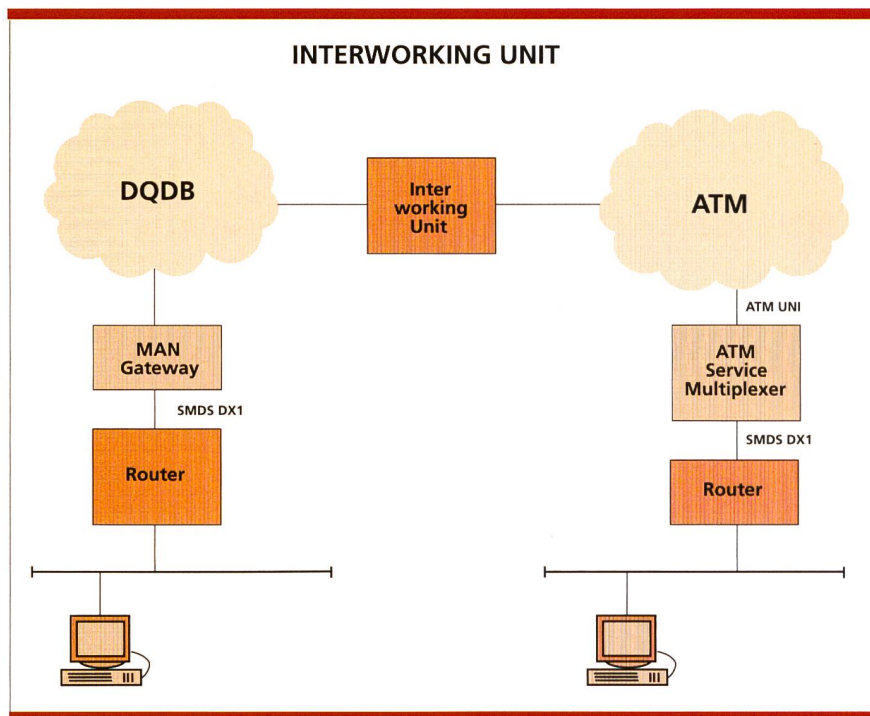 INTERWORKING UNIT
DQDB
Inter
working
Unit
ATM
MAN
Gateway
SMDS DX1
Router
ATM UNI
ATM
Service
Multiplexer
SMDS DX1
Router